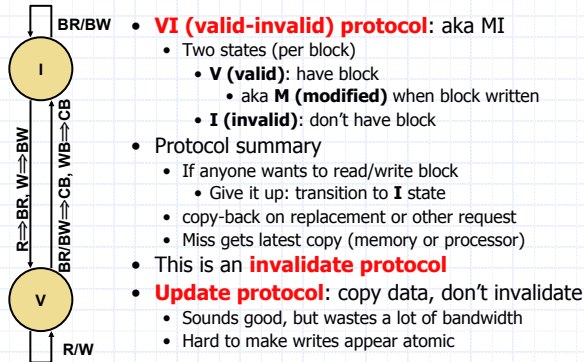 BR/BW
I
R⇒BR, W⇒BW
BR/BW⇒CB, WB⇒CB
V
R/W
• VI (valid-invalid) protocol: aka MI
• Two states (per block)
• V (valid): have block
• aka M (modified) when block written
• I (invalid): don't have block
• Protocol summary
• If anyone wants to read/write block
• Give it up: transition to I state
• copy-back on replacement or other request
• Miss gets latest copy (memory or processor)
• This is an invalidate protocol
• Update protocol: copy data, don't invalidate
• Sounds good, but wastes a lot of bandwidth
• Hard to make writes appear atomic